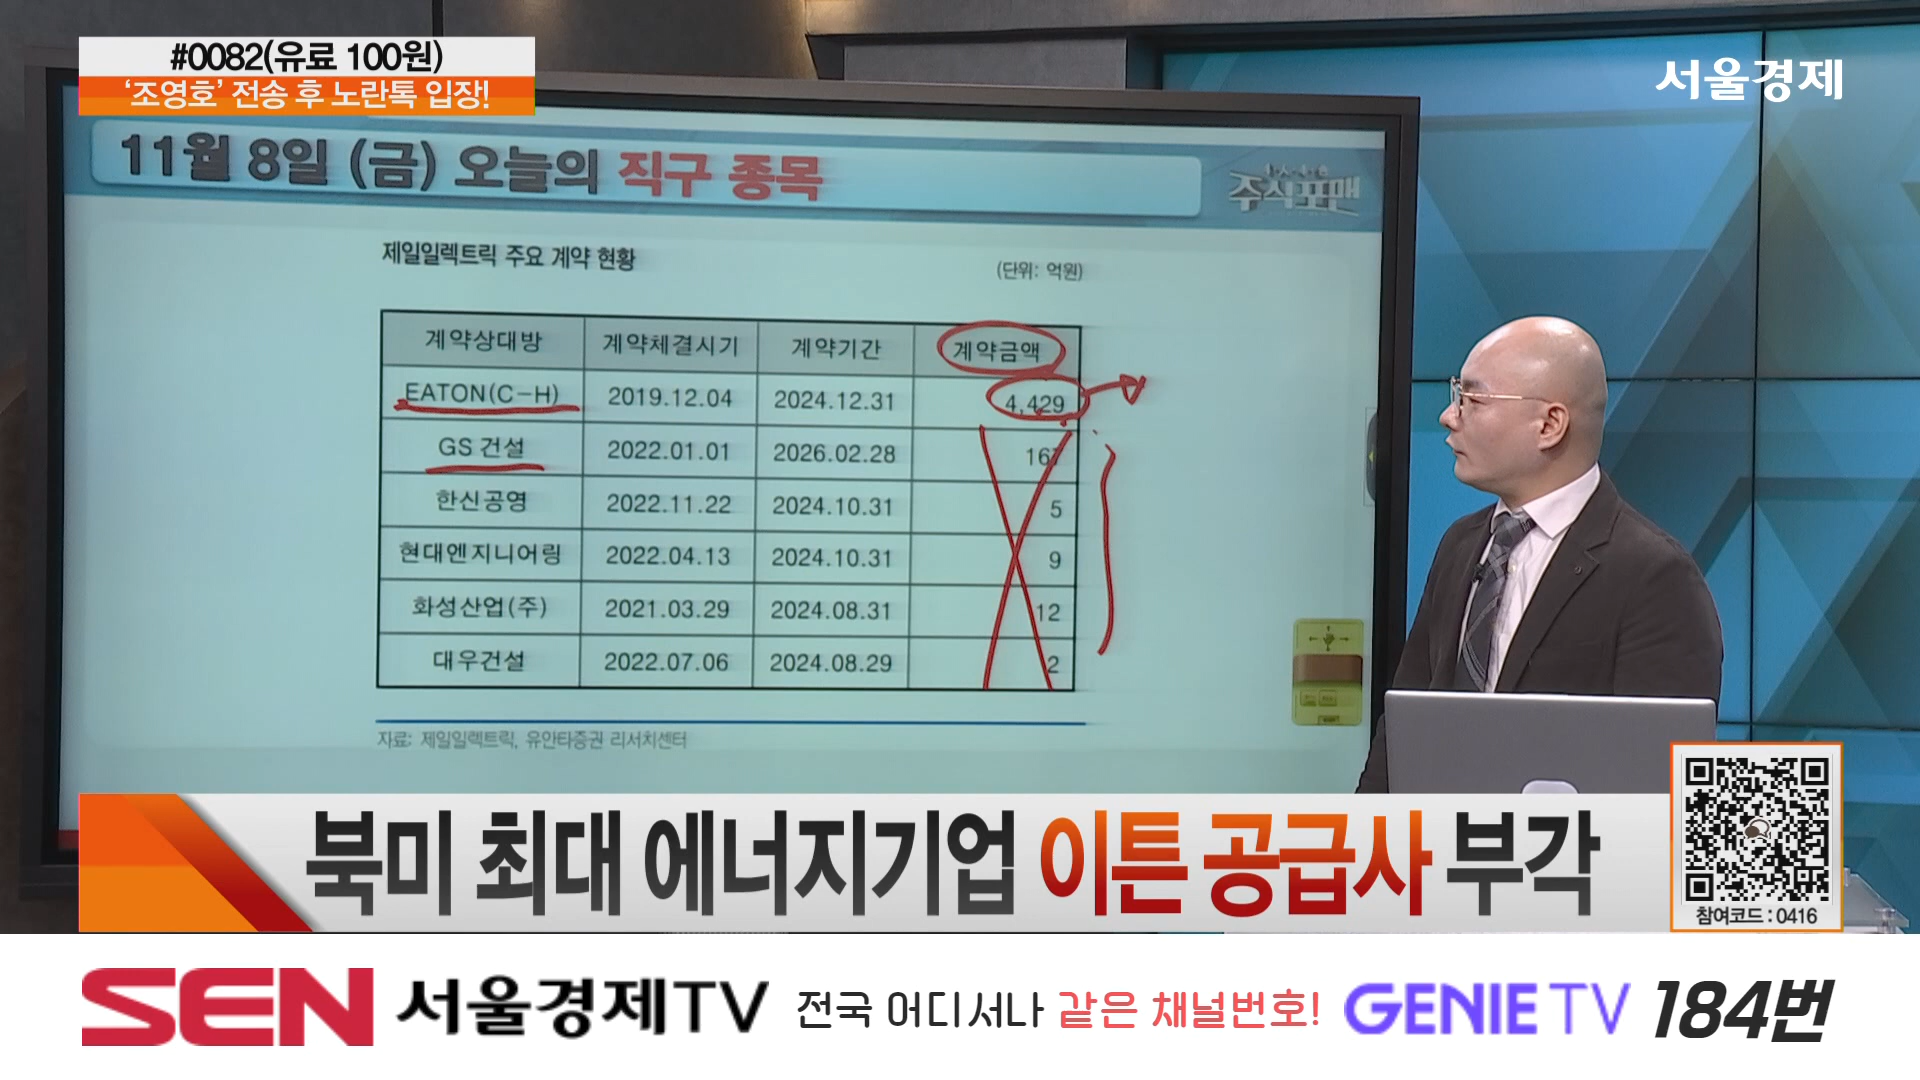 #0082(유료 100원)
‘조영호’ 전송 후 노란톡 입장!
서울경제
11월 8일 (금) 오늘의 직구 종목
주식포맨
제일일렉트릭 주요 계약 현황
(단위: 억원)
계약상대방 계약체결시기 계약기간 계약금액
EATON(C-H) 2019.12.04 2024.12.31 4,429
GS 건설 2022.01.01 2026.02.28 167
한신공영 2022.11.22 2024.10.31 5
현대엔지니어링 2022.04.13 2024.10.31 9
화성산업(주) 2021.03.29 2024.08.31 12
대우건설 2022.07.06 2024.08.29 2
자료: 제일일렉트릭, 유안타증권 리서치센터
북미 최대 에너지기업 이튼 공급사 부각
참여코드 : 0416
SEN 서울경제TV 전국 어디서나 같은 채널번호! GENIE TV 184번